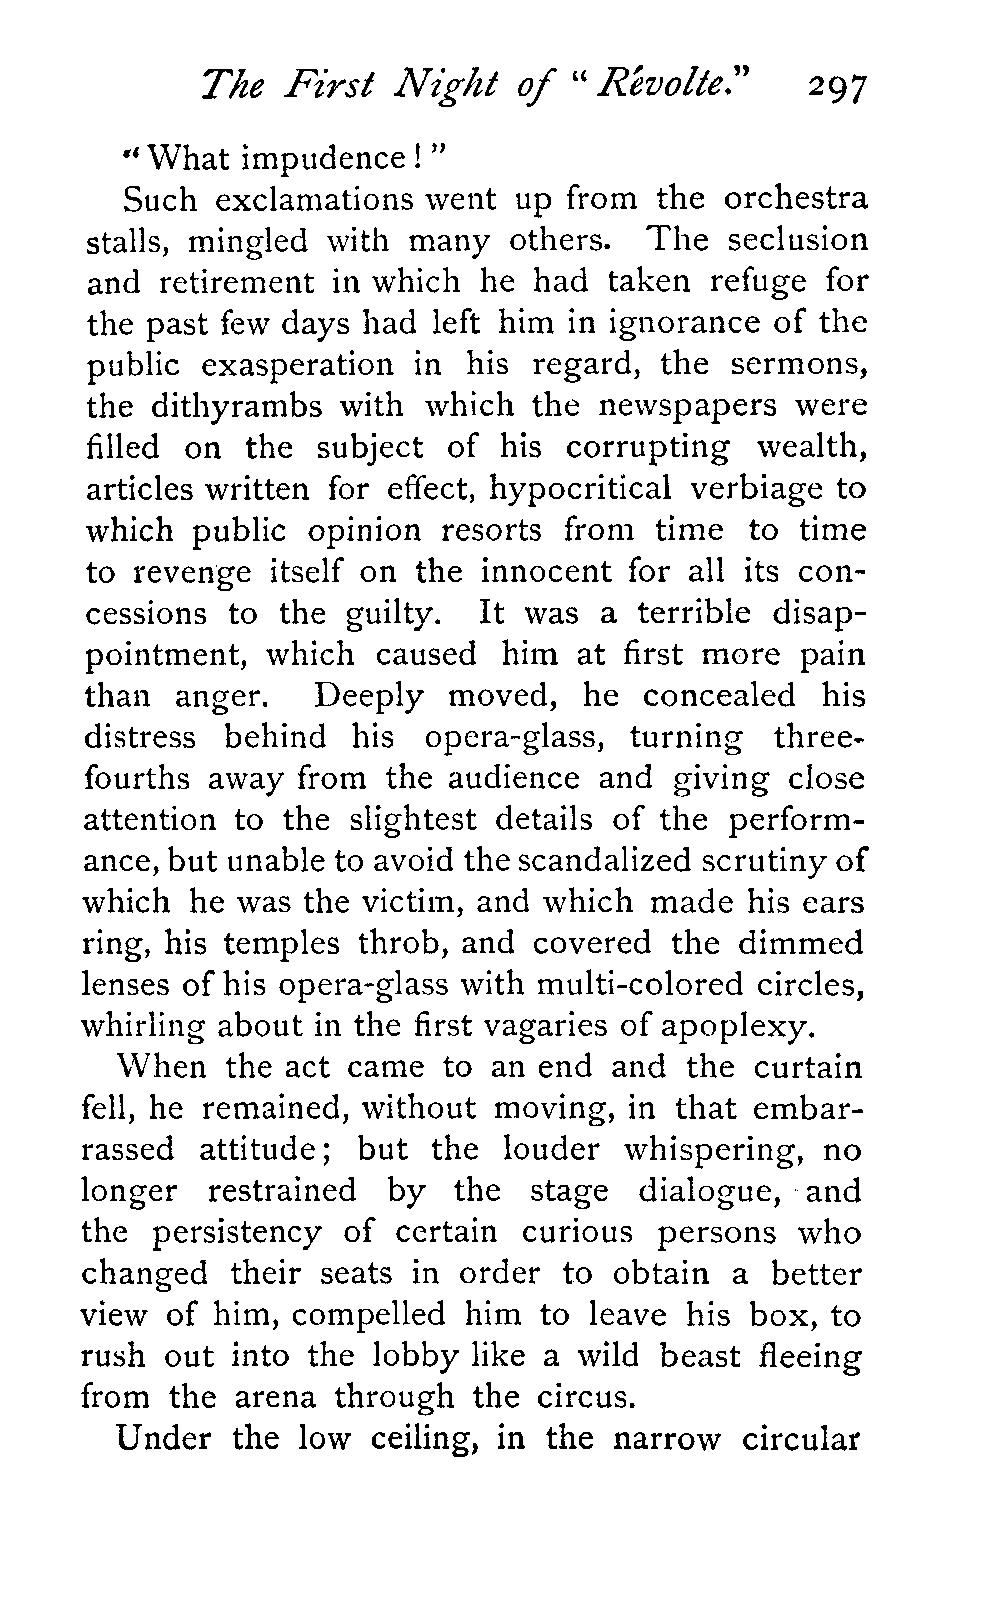 The First Night of " Révolte." 297
" What impudence ! "
Such exclamations went up from the orchestra
stalls, mingled with many others. The seclusion
and retirement in which he had taken refuge for
the past few days had left him in ignorance of the
public exasperation in his regard, the sermons,
the dithyrambs with which the newspapers were
filled on the subject of his corrupting wealth,
articles written for effect, hypocritical verbiage to
which public opinion resorts from time to time
to revenge itself on the innocent for all its con-
cessions to the guilty. It was a terrible disap-
pointment, which caused him at first more pain
than anger. Deeply moved, he concealed his
distress behind his opera-glass, turning three-
fourths away from the audience and giving close
attention to the slightest details of the perform-
ance, but unable to avoid the scandalized scrutiny of
which he was the victim, and which made his ears
ring, his temples throb, and covered the dimmed
lenses of his opera-glass with multi-colored circles,
whirling about in the first vagaries of apoplexy.
When the act came to an end and the curtain
fell, he remained, without moving, in that embar-
rassed attitude; but the louder whispering, no
longer restrained by the stage dialogue, and
the persistency of certain curious persons who
changed their seats in order to obtain a better
view of him, compelled him to leave his box, to
rush out into the lobby like a wild beast fleeing
from the arena through the circus.
Under the low ceiling, in the narrow circular